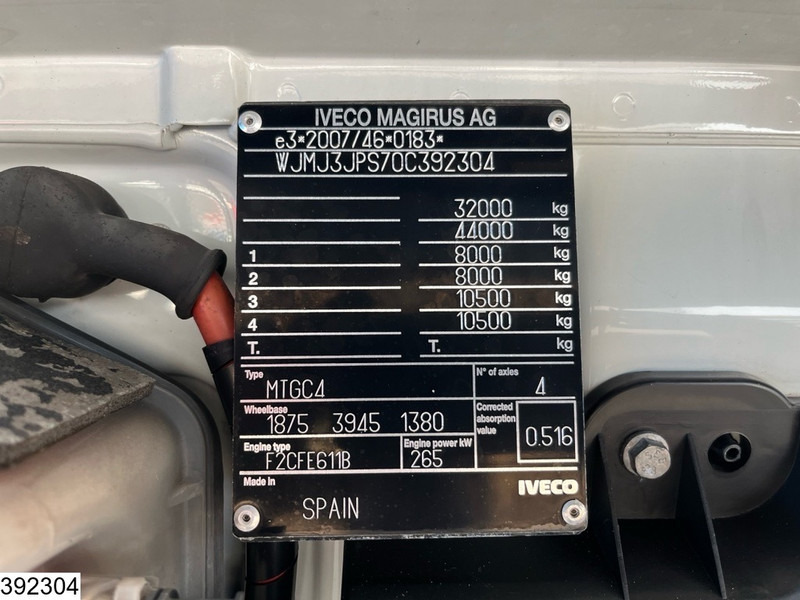 IVECO MAGIRUS AG
e3*2007/46*0183*
WJMJ3JPS70C392304
32000 kg
44000 kg
1 8000 kg
2 8000 kg
3 10500 kg
4 10500 kg
T. T. kg
Type MTGC4 N° of axles 4
Wheelbase 1875 3945 1380
Corrected absorption value 0.516
Engine type F2CFE611B Engine power kW 265
Made in SPAIN
IVECO
392304